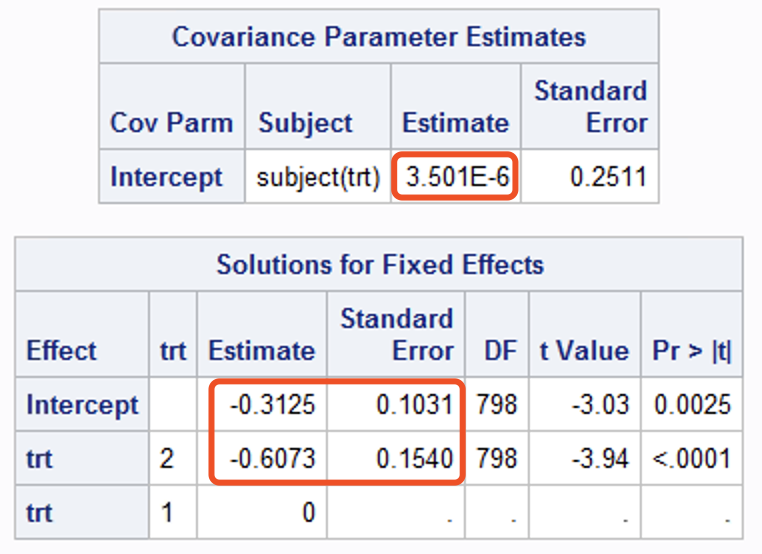 Covariance Parameter Estimates
Cov Parm Subject Estimate Standard Error
Intercept subject(trt) 3.501E-6 0.2511
Solutions for Fixed Effects
Effect trt Estimate Standard Error DF t Value Pr > |t|
Intercept -0.3125 0.1031 798 -3.03 0.0025
trt 2 -0.6073 0.1540 798 -3.94 <.0001
trt 1 0 . . . .